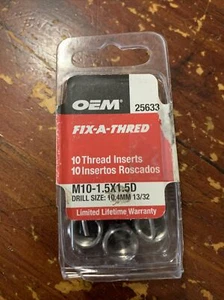 OEM 25633
FIX-A-THRED
10 Thread Inserts
10 Insertos Roscados
M10-1.5X1.5D
DRILL SIZE: 10.4MM 13/32
Limited Lifetime Warranty